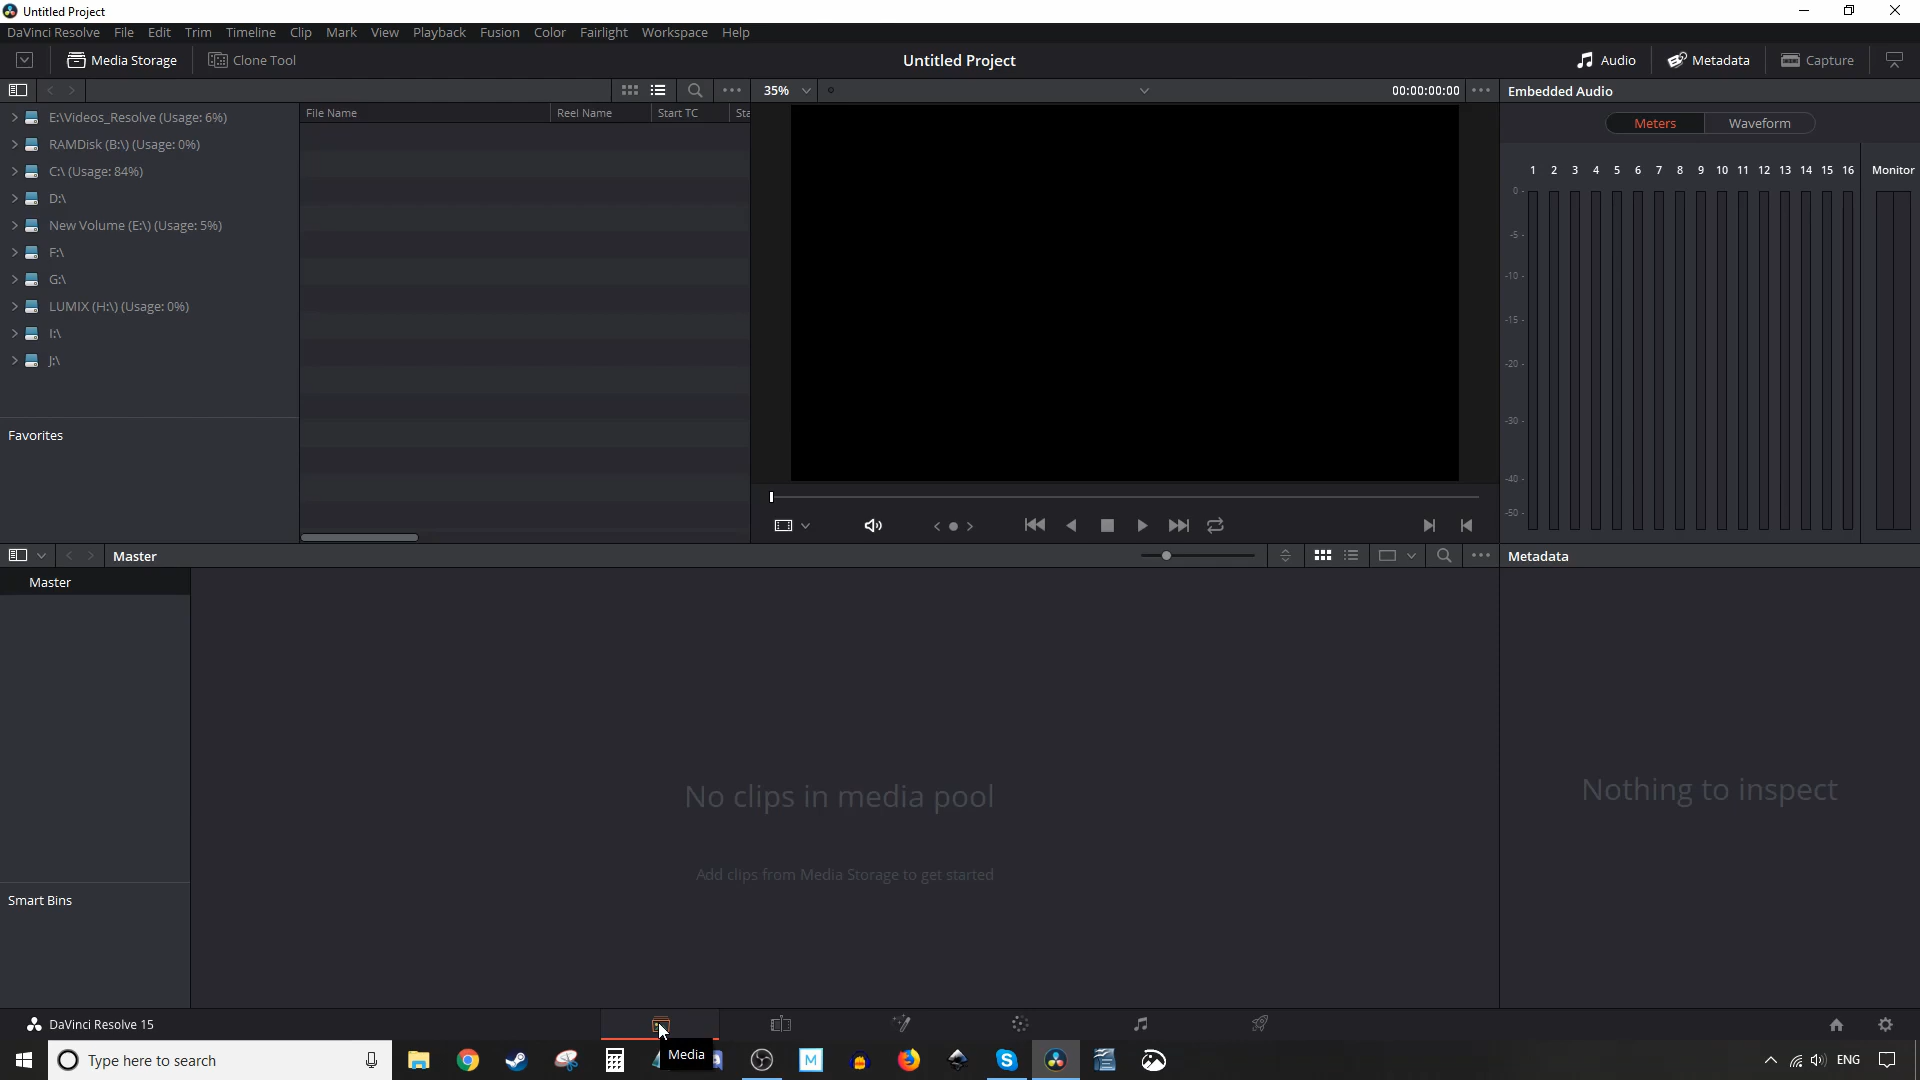 Untitled Project
DaVinci Resolve File Edit Trim Timeline Clip Mark View Playback Fusion Color Fairlight Workspace Help
Media Storage Clone Tool Untitled Project Audio Metadata Capture
35% 00:00:00:00 Embedded Audio
File Name Reel Name Start TC Sta
Meters Waveform
E:\Videos_Resolve (Usage: 6%)
RAMDisk (B:\) (Usage: 0%)
C:\ (Usage: 84%)
D:\
New Volume (E:\) (Usage: 5%)
F:\
G:\
LUMIX (H:\) (Usage: 0%)
I:\
J:\
Favorites
1 2 3 4 5 6 7 8 9 10 11 12 13 14 15 16 Monitor
0 -
-5 -
-10 -
-15 -
-20 -
-30 -
-40 -
-50 -
Master Metadata
Master
No clips in media pool
Add clips from Media Storage to get started
Nothing to inspect
Smart Bins
DaVinci Resolve 15
Media
Type here to search
M
S
ENG